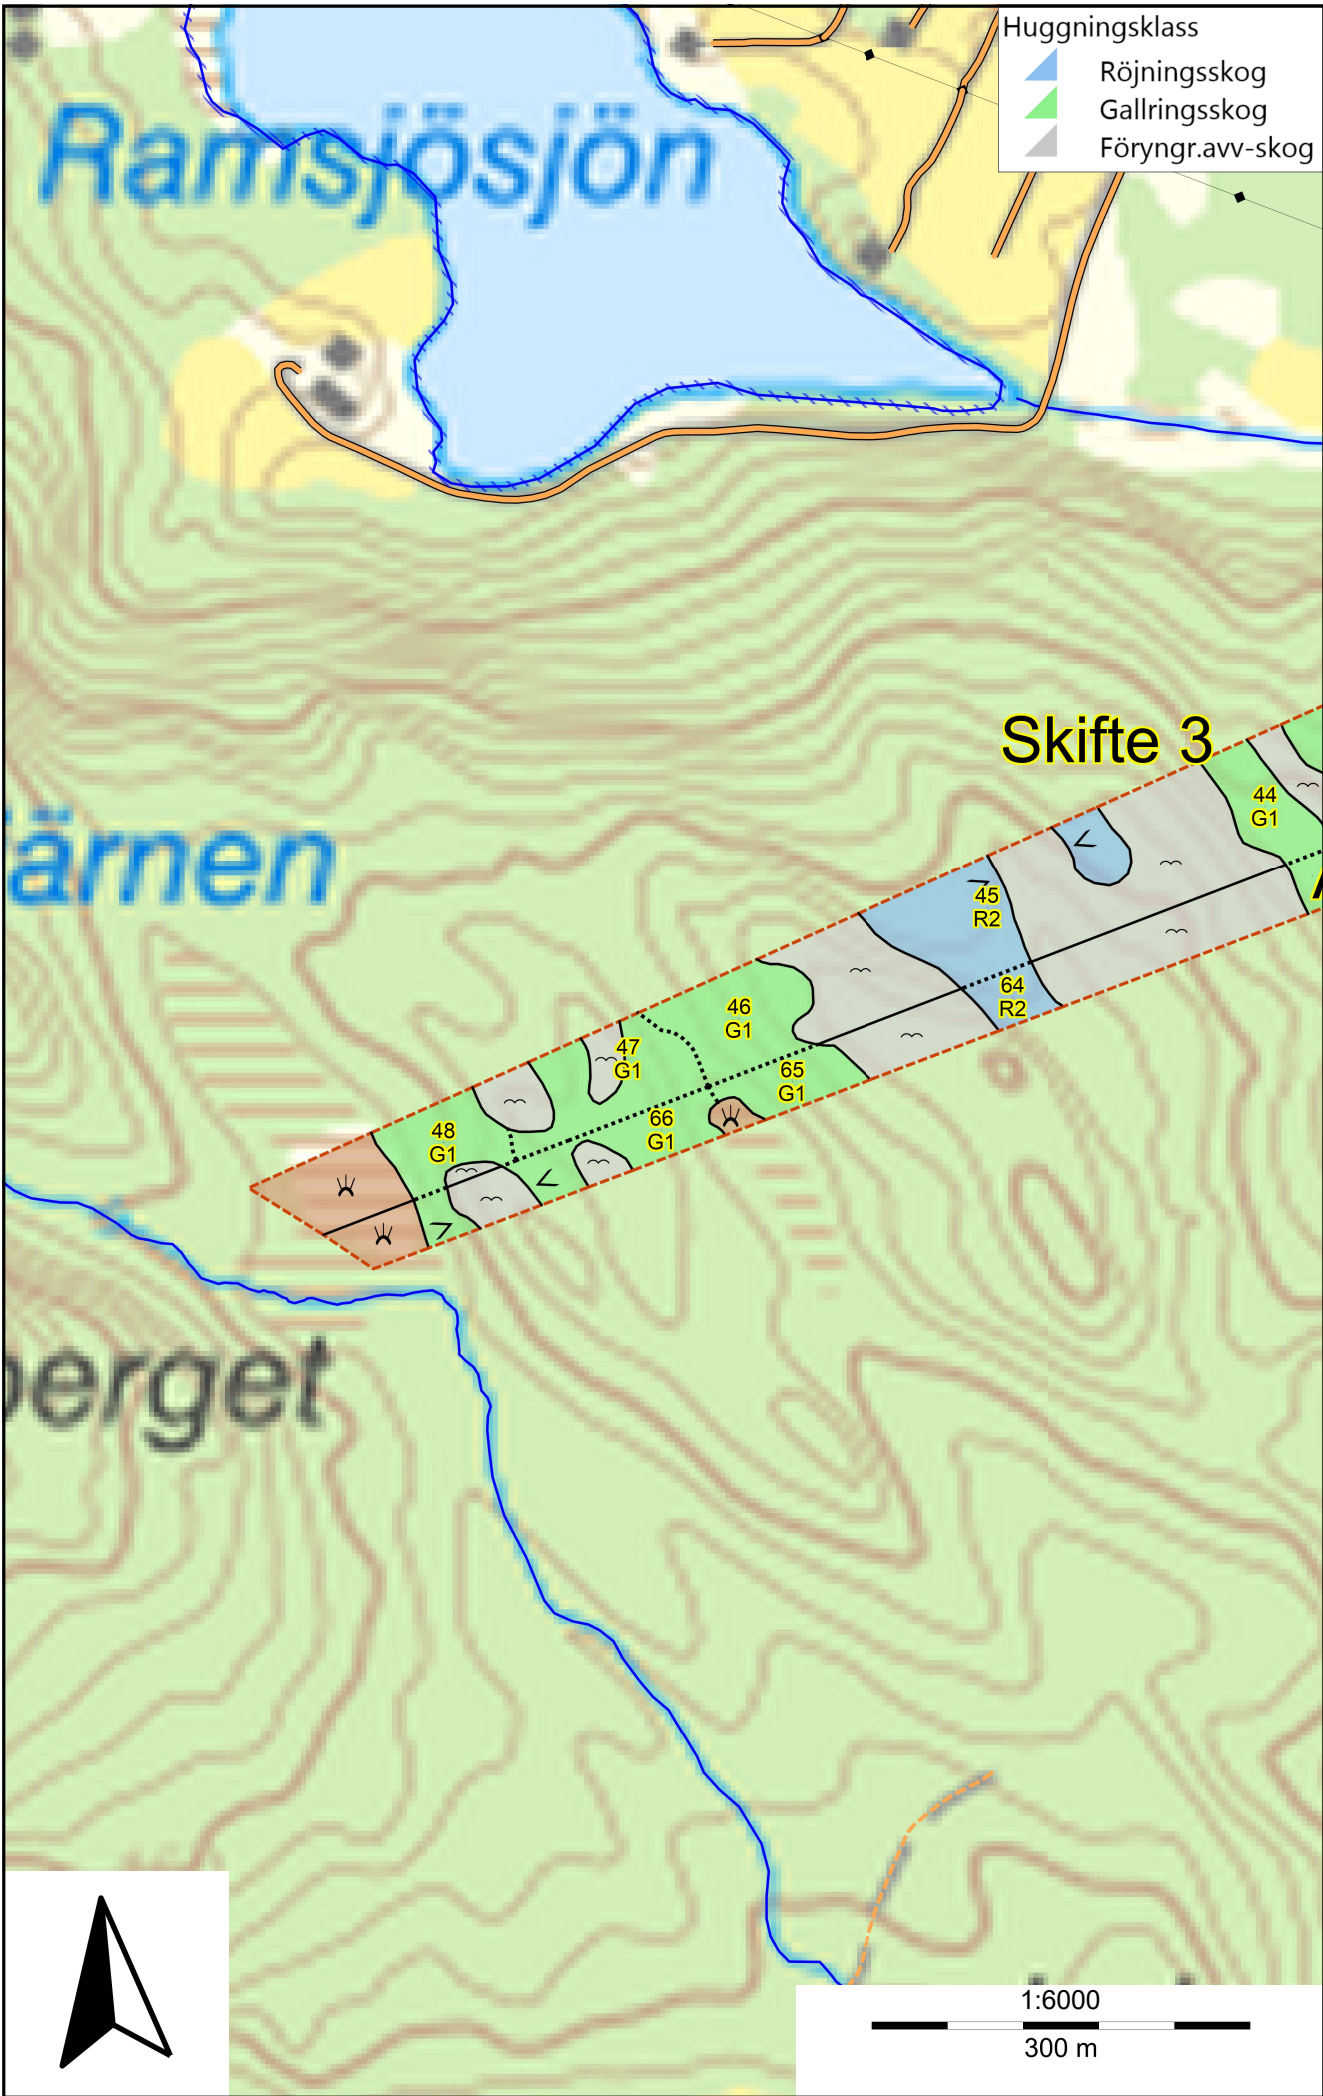 Huggningsklass
Röjningsskog
Gallringsskog
Föryngr.avv-skog
Ramsjösjön
Skifte 3
44
G1
ärnen
45
R2
64
R2
46
G1
47
G1
65
G1
66
G1
48
G1
berget
1:6000
300 m